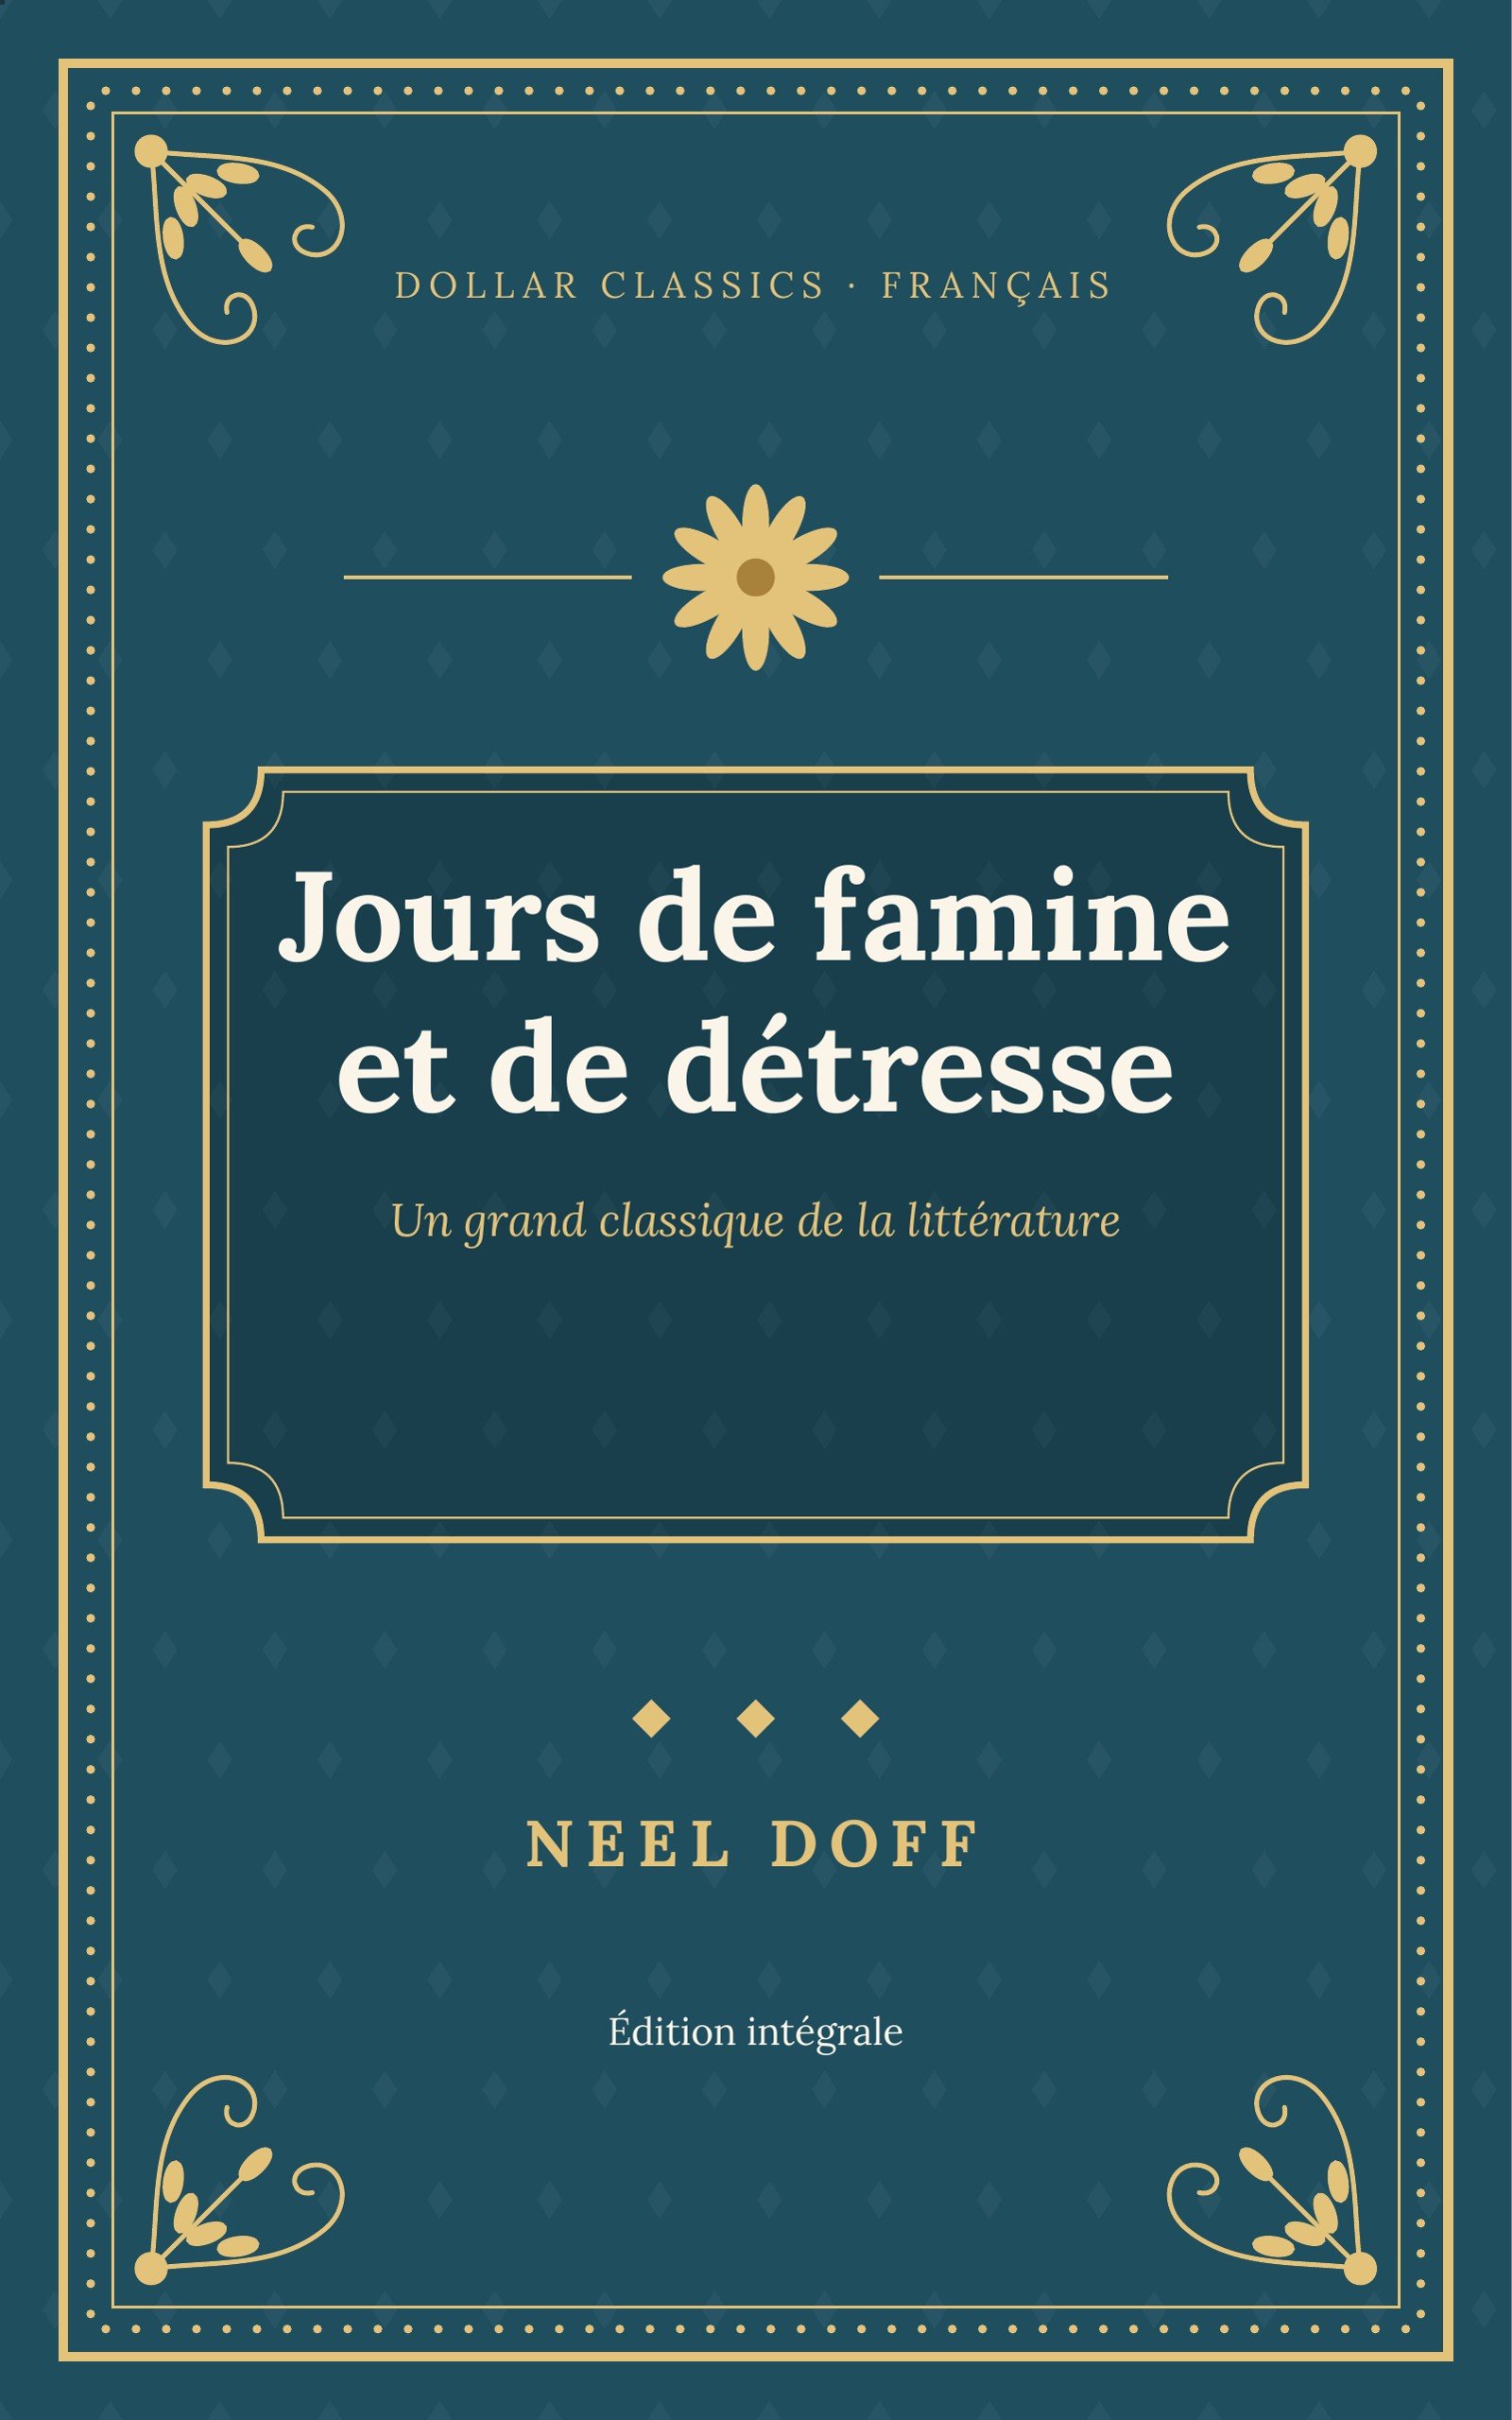 DOLLAR CLASSICS · FRANÇAIS
Jours de famine
et de détresse
Un grand classique de la littérature
NEEL DOFF
Édition intégrale